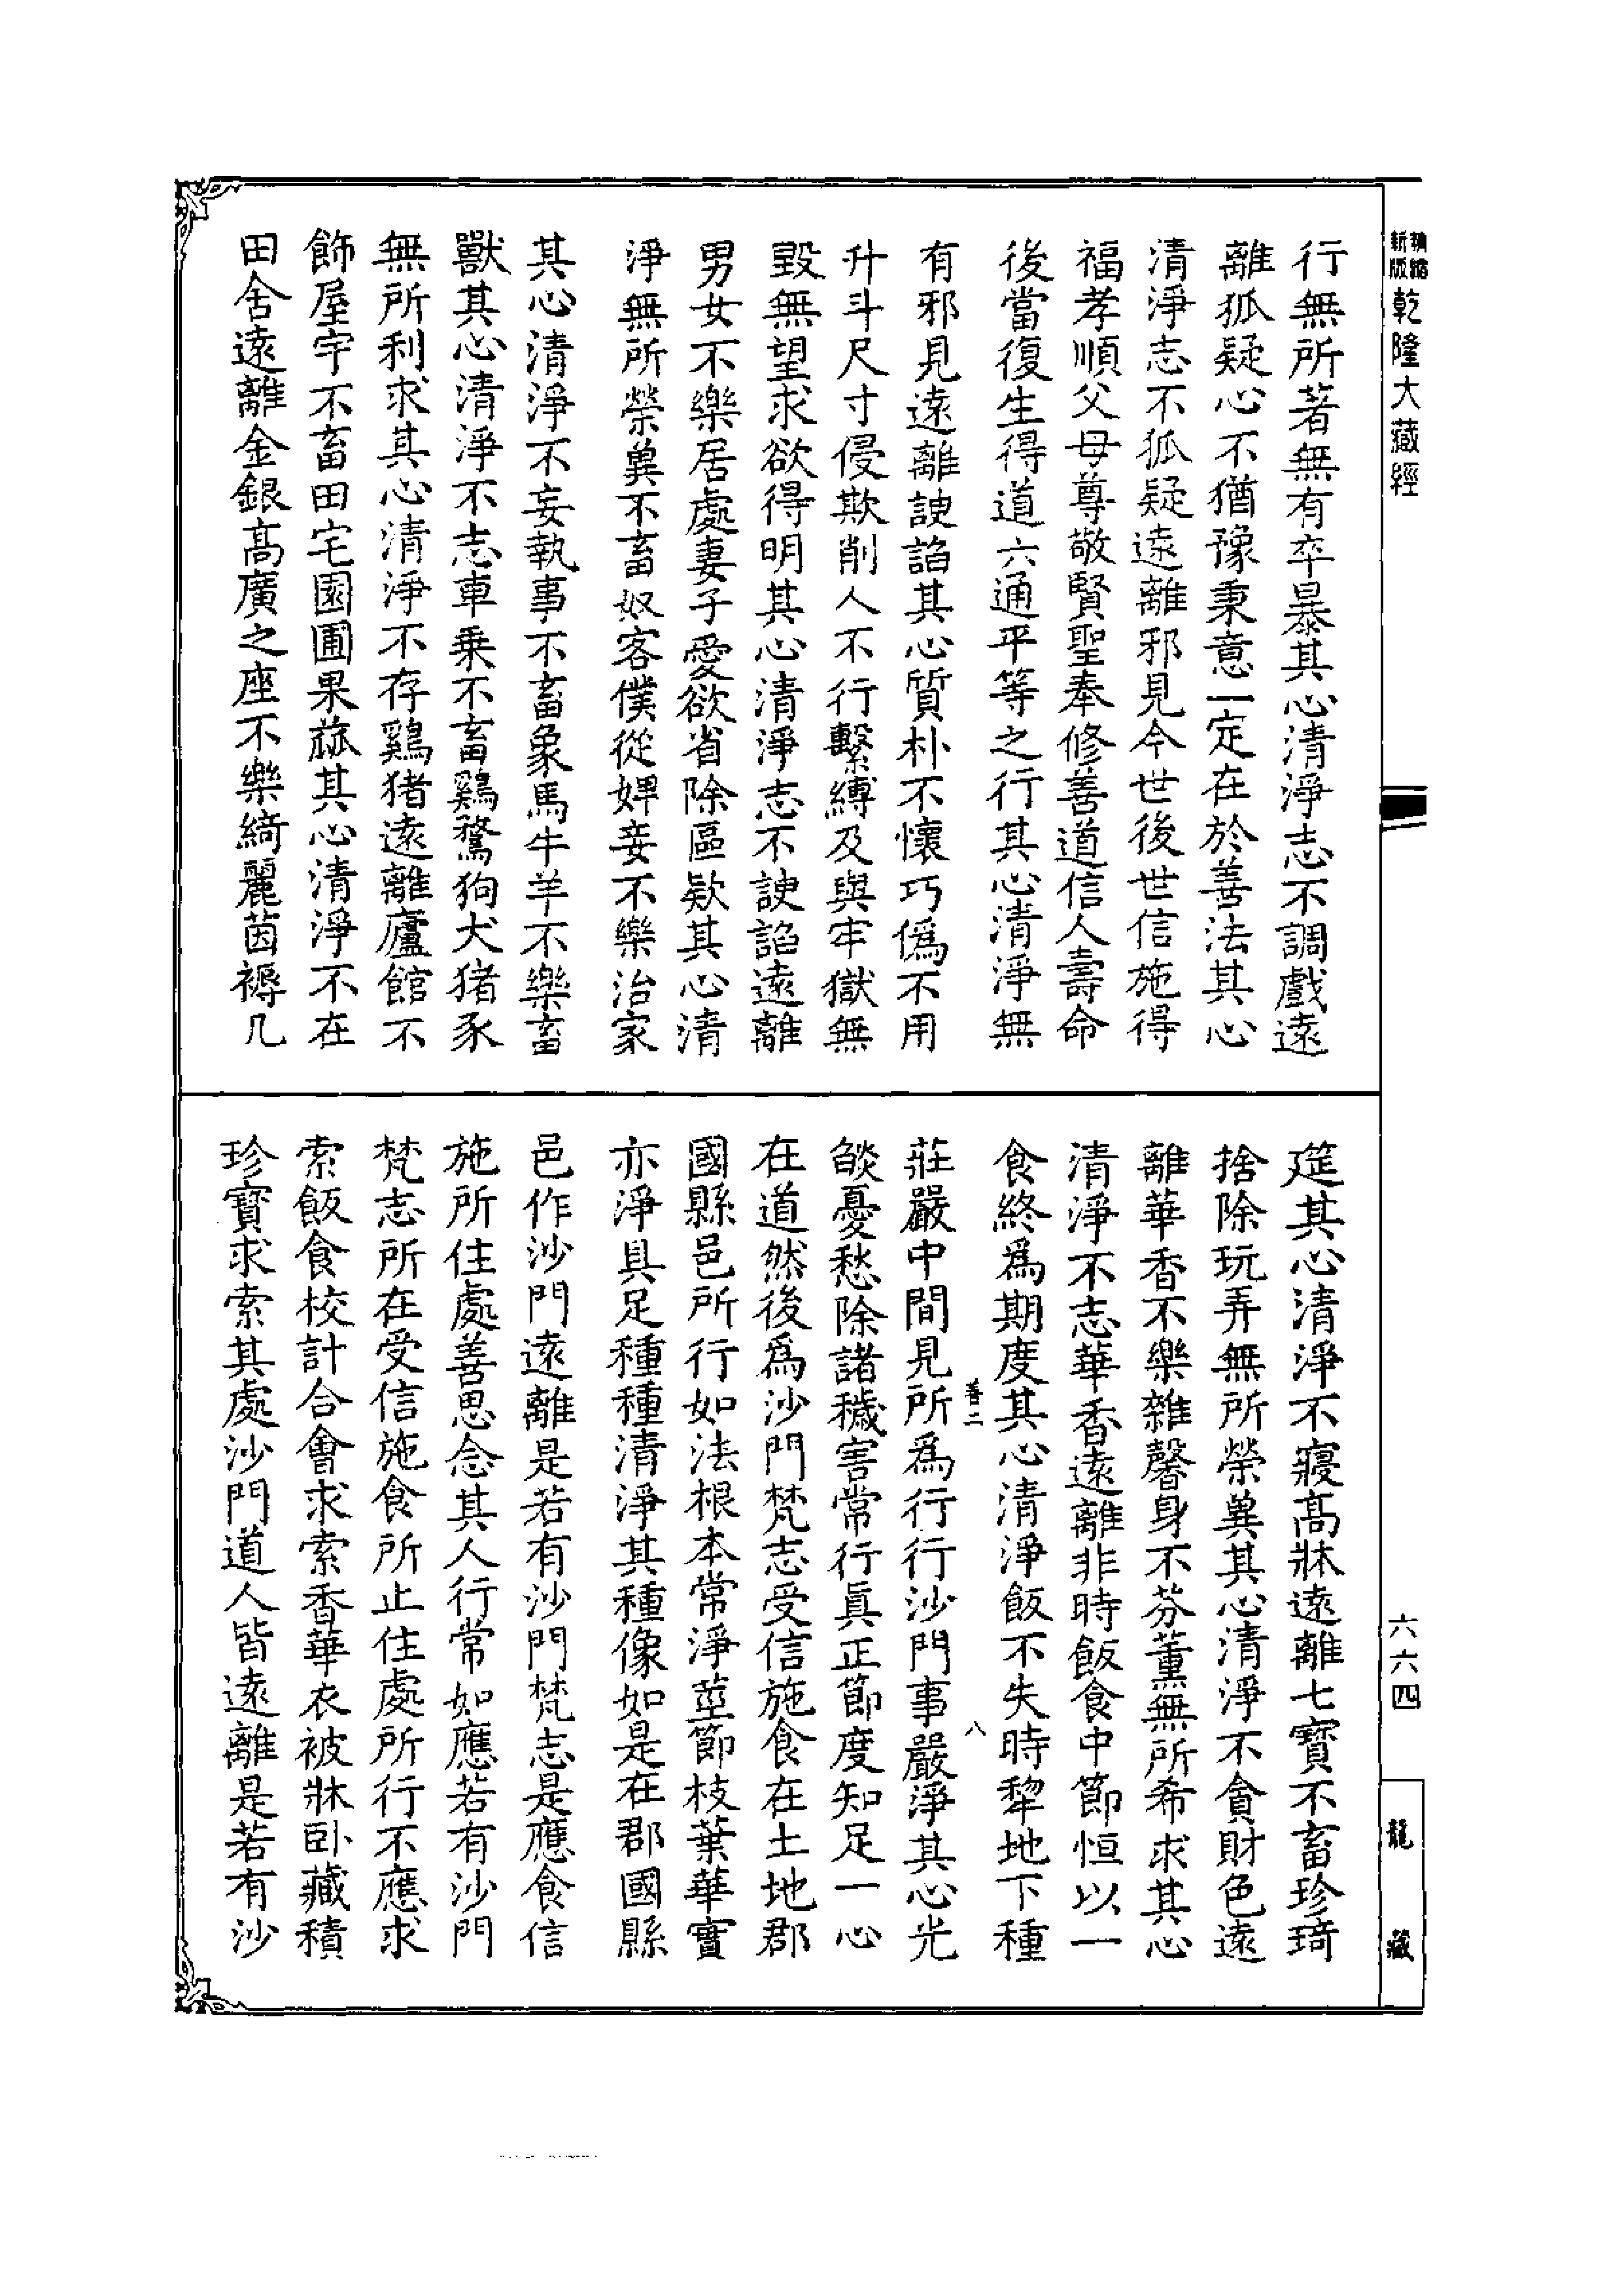 精縮
新版
乾隆大藏經
行無所著無有卒暴其心清淨志不調戲遠
離狐疑心不猶豫秉意一定在於善法其心
清淨志不狐疑遠離邪見今世後世信施得
福孝順父母尊敬賢聖奉修善道信人壽命
後當復生得道六通平等之行其心清淨無
有邪見遠離諛諂其心質朴不懷巧偽不用
升斗尺寸侵欺削人不行繫縛及與牢獄無
毀無望求欲得明其心清淨志不諛諂遠離
男女不樂居處妻子愛欲省除區欵其心清
淨無所榮冀不畜奴客僕從婢妾不樂治家
其心清淨不妄執事不畜象馬牛羊不樂畜
獸其心清淨不志車乗不畜鷄鶩狗犬猪豕
無所利求其心清淨不存鷄猪遠離廬館不
飾屋宇不畜田宅園圃果蓏其心清淨不在
田舍遠離金銀高廣之座不樂綺麗茵褥几
筵其心清淨不寢髙牀遠離七寶不畜珍琦
捨除玩弄無所榮冀其心清淨不貪財色遠
離華香不樂雜馨身不芬薰無所希求其心
清淨不志華香遠離非時飯食中節恒以一
食終爲期度其心清淨飯不失時犂地下種
善二
八
莊嚴中間見所爲行行沙門事嚴淨其心光
燄憂愁除諸穢害常行眞正節度知足一心
在道然後爲沙門梵志受信施食在土地郡
國縣邑所行如法根本常淨莖節枝葉華實
亦淨具足種種清淨其種像如是在郡國縣
邑作沙門遠離是若有沙門梵志是應食信
施所住處善思念其人行常如應若有沙門
梵志所在受信施食所止住處所行不應求
索飯食校計合會求索香華衣被牀臥藏積
珍寶求索其處沙門道人皆遠離是若有沙
六六四
龍藏